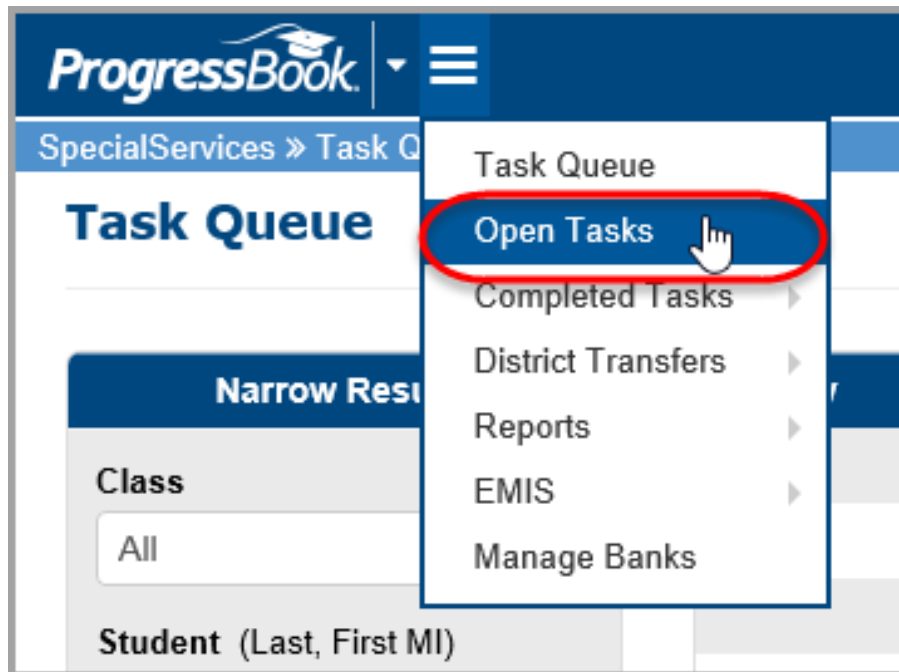 ProgressBook.
SpecialServices » Task Q
Task Queue
Task Queue
Open Tasks
Completed Tasks
District Transfers
Reports
EMIS
Manage Banks
Narrow Resu
Class
All
Student (Last, First MI)